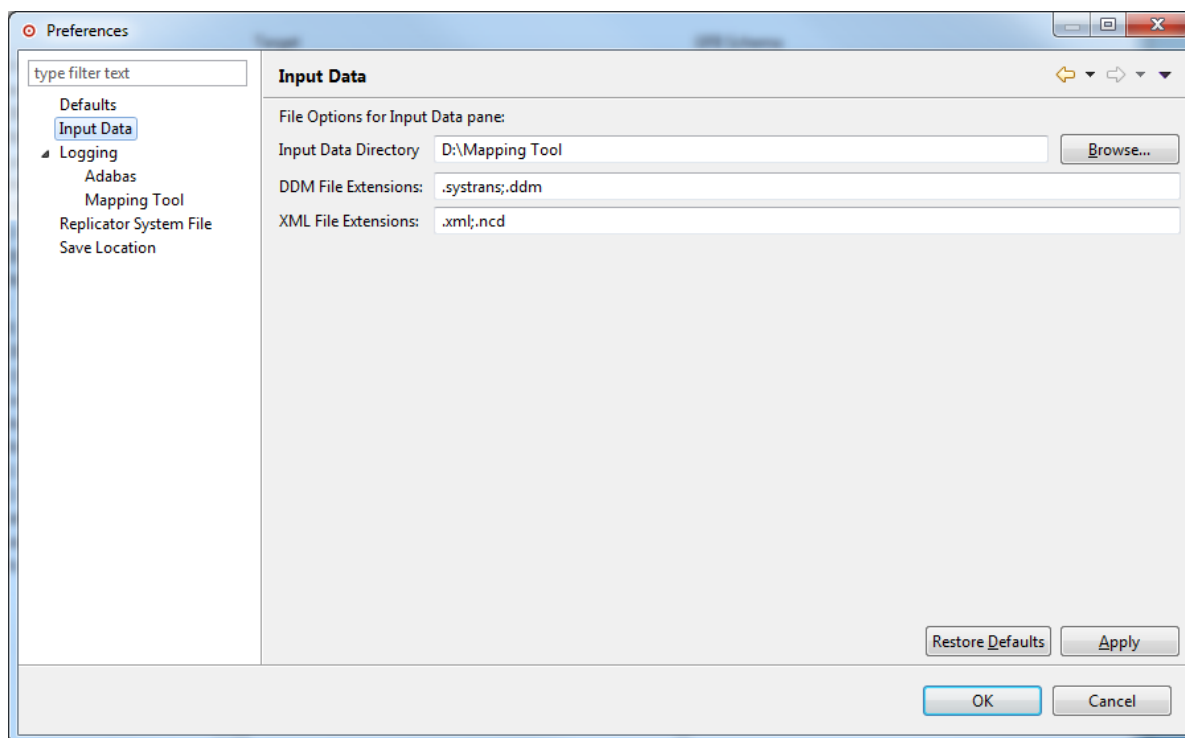 Preferences
type filter text
Defaults
Input Data
Logging
Adabas
Mapping Tool
Replicator System File
Save Location
Input Data
File Options for Input Data pane:
Input Data Directory D:\Mapping Tool Browse...
DDM File Extensions: .systrans;.ddm
XML File Extensions: .xml;.ncd
Restore Defaults Apply
OK Cancel